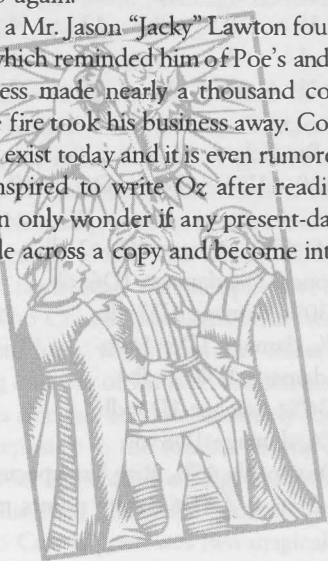 again.
a Mr. Jason “Jacky” Lawton fou
which reminded him of Poe’s and
ess made nearly a thousand co
fire took his business away. Co
exist today and it is even rumore
nspired to write Oz after readi
n only wonder if any present-da
le across a copy and become int